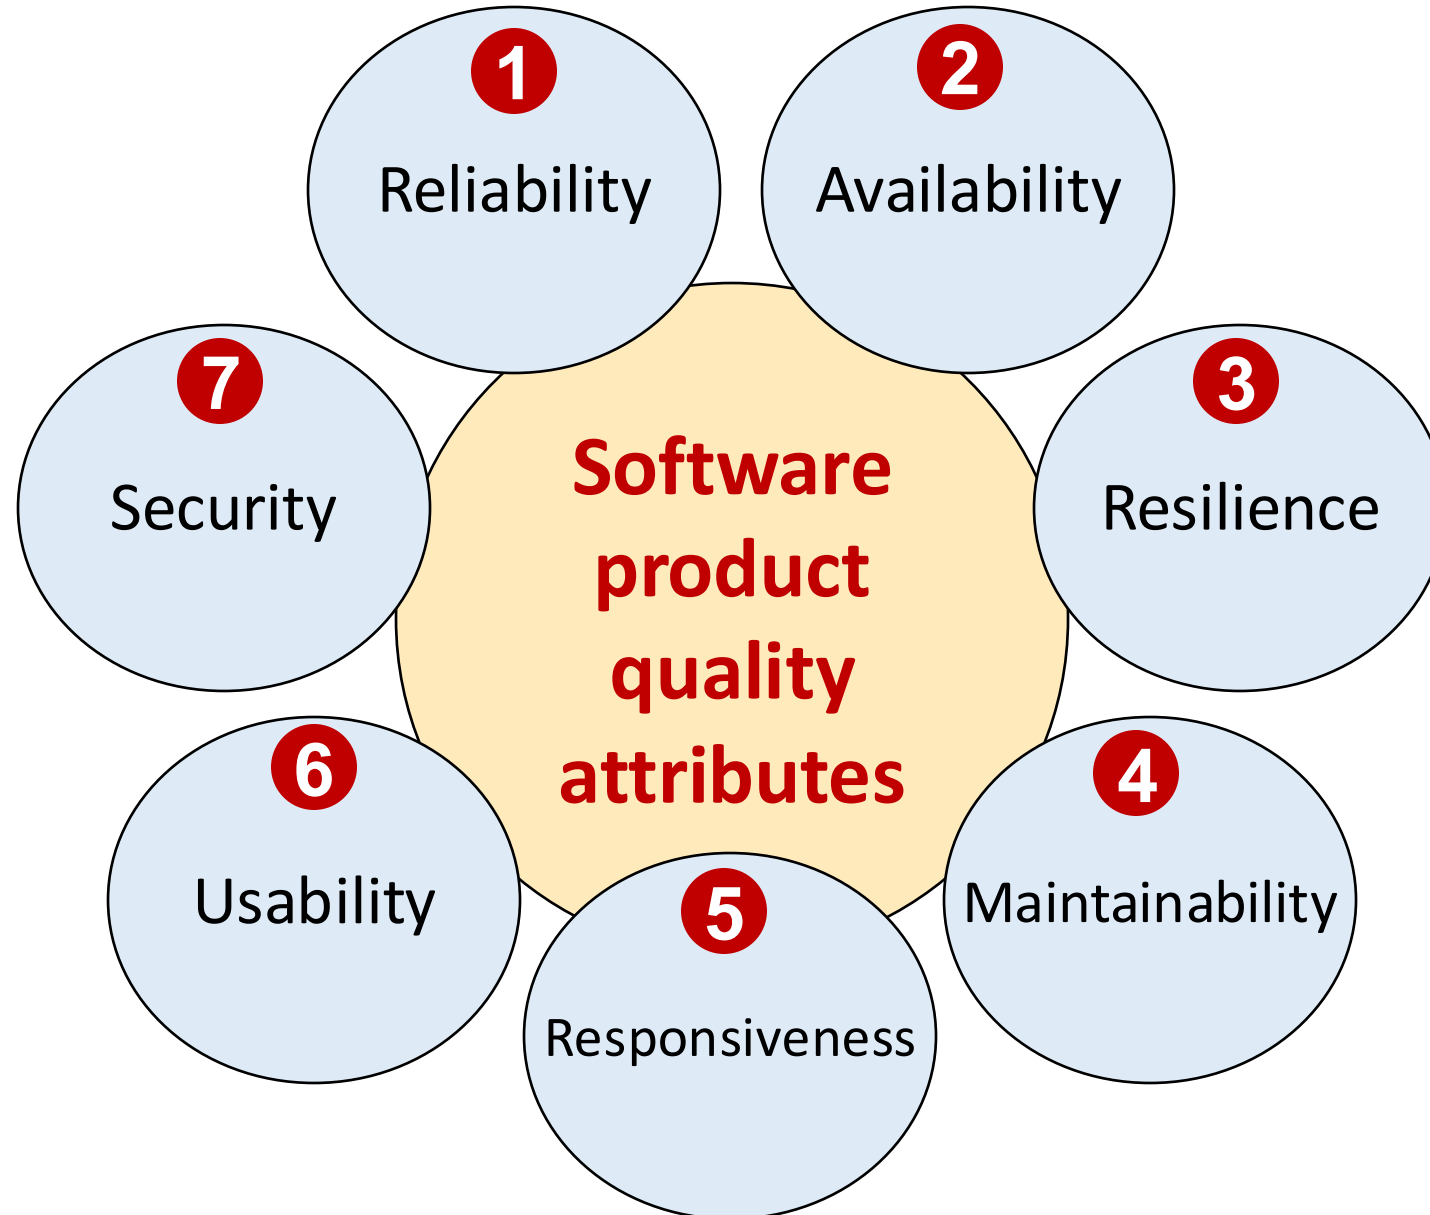 1
Reliability
2
Availability
3
Resilience
4
Maintainability
5
Responsiveness
6
Usability
7
Security
Software
product
quality
attributes